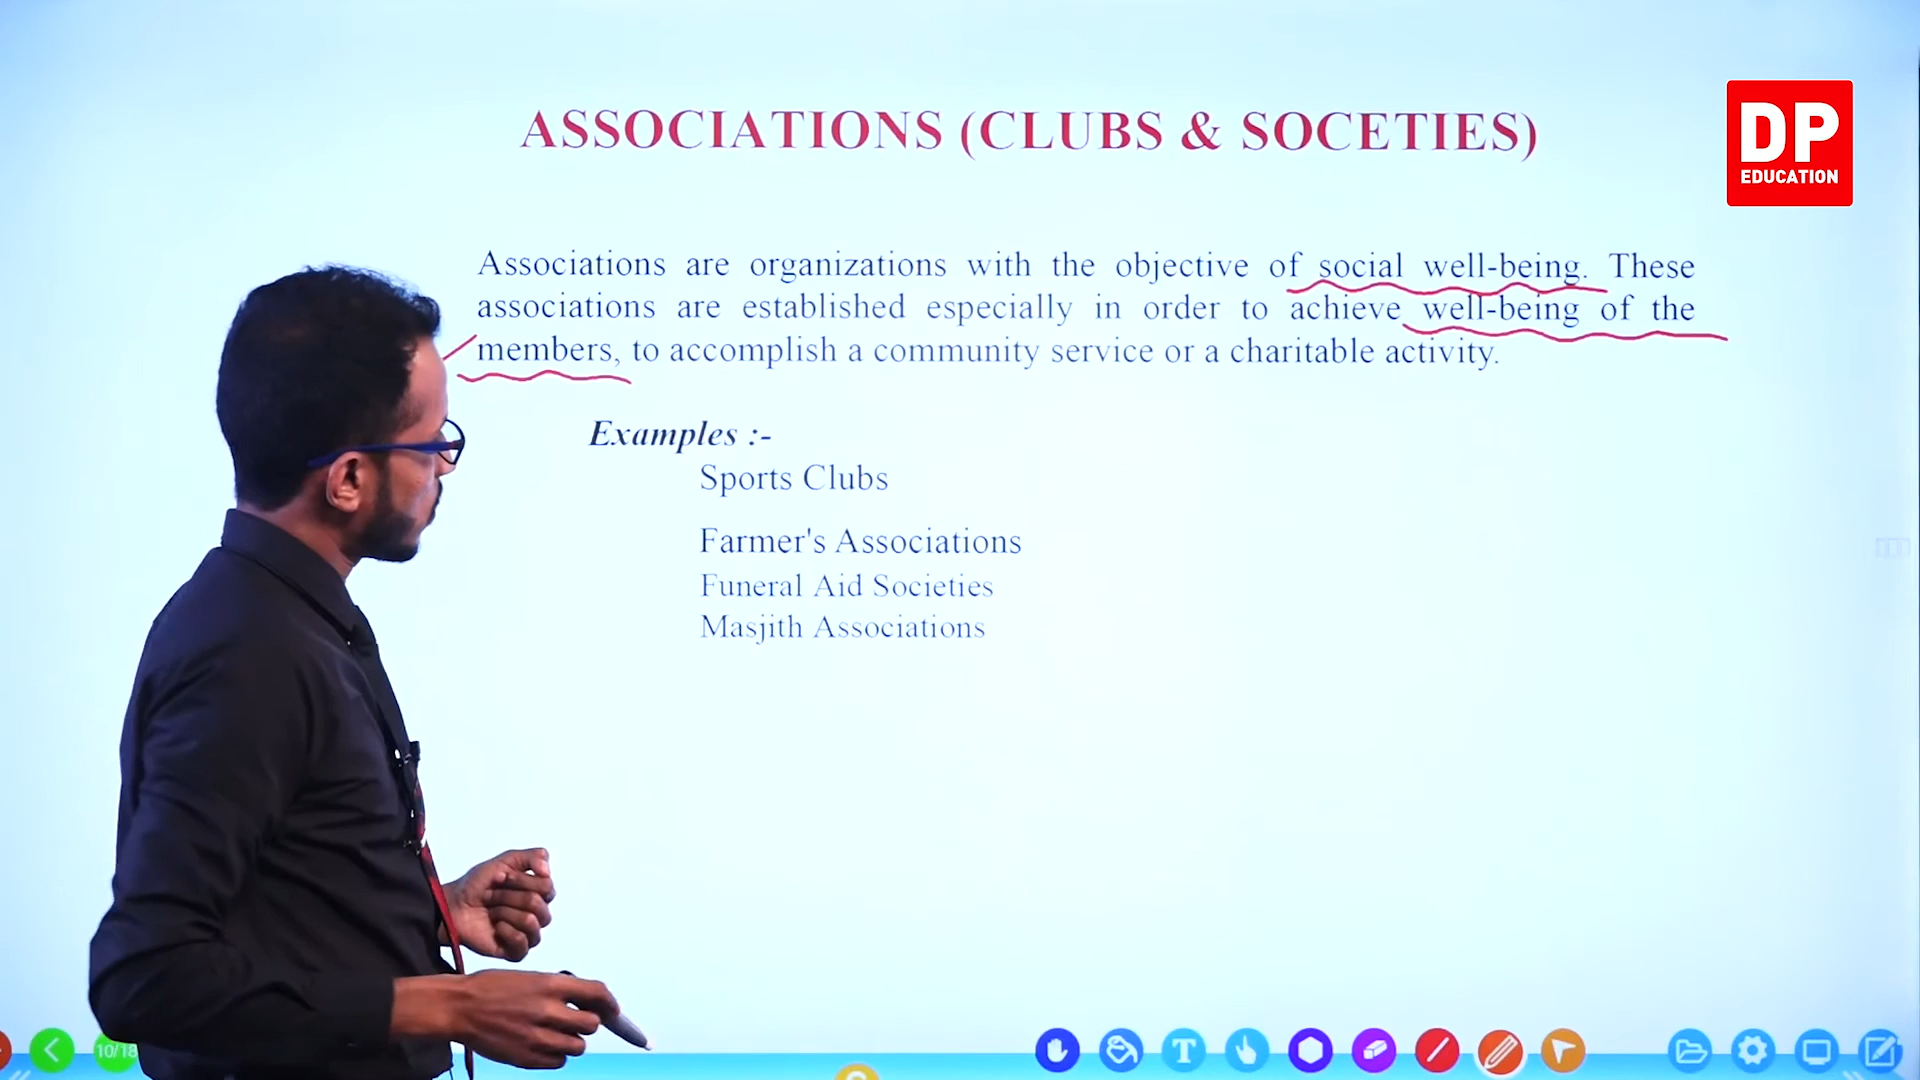 ASSOCIATIONS (CLUBS & SOCETIES)
DP
EDUCATION
Associations are organizations with the objective of social well-being. These
associations are established especially in order to achieve well-being of the
members, to accomplish a community service or a charitable activity.
Examples :-
Sports Clubs
Farmer's Associations
Funeral Aid Societies
Masjith Associations
10/18